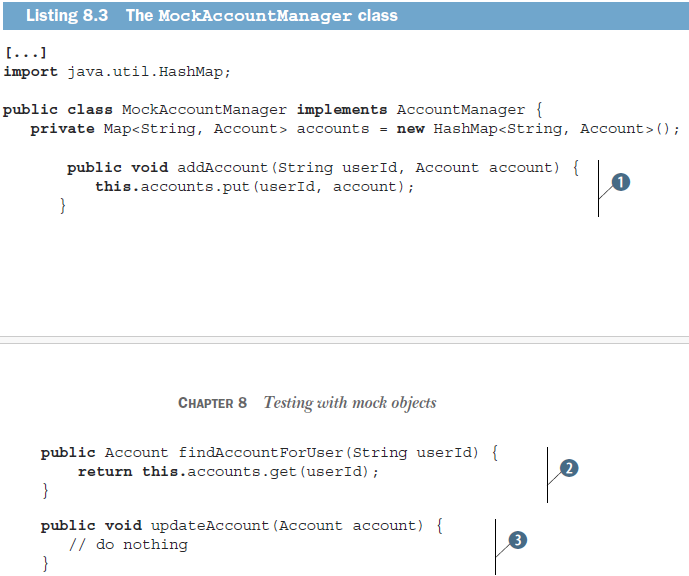 Listing 8.3 The MockAccountManager class
[...]
import java.util.HashMap;
public class MockAccountManager implements AccountManager {
private Map<String, Account> accounts = new HashMap<String, Account>();
public void addAccount(String userId, Account account) {
this.accounts.put(userId, account);
}
1
CHAPTER 8 Testing with mock objects
public Account findAccountForUser(String userId) {
return this.accounts.get(userId);
}
2
public void updateAccount(Account account) {
// do nothing
}
3